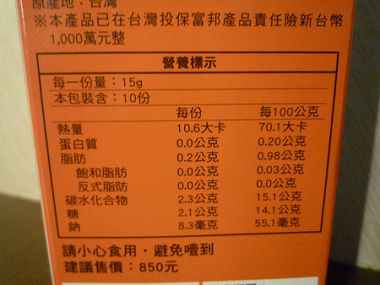 原產地：台灣
※本產品已在台灣投保富邦產品責任險新台幣
1,000萬元整
營養標示
每一份量：15g
本包裝含：10份
每份 每100公克
熱量 10.6大卡 70.1大卡
蛋白質 0.0公克 0.20公克
脂肪 0.2公克 0.98公克
飽和脂肪 0.0公克 0.03公克
反式脂肪 0.0公克 0.0公克
碳水化合物 2.3公克 15.1公克
糖 2.1公克 14.1公克
鈉 8.3毫克 55.1毫克
請小心食用，避免噎到
建議售價：850元